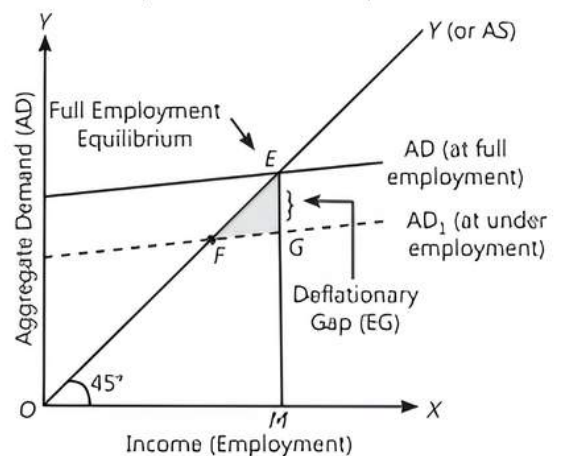 Y
Y (or AS)
Aggregate Demand (AD)
Full Employment
Equilibrium
E
AD (at full
employment)
AD₁ (at under
employment)
F
G
Deflationary
Gap (EG)
45°
O
M
X
Income (Employment)